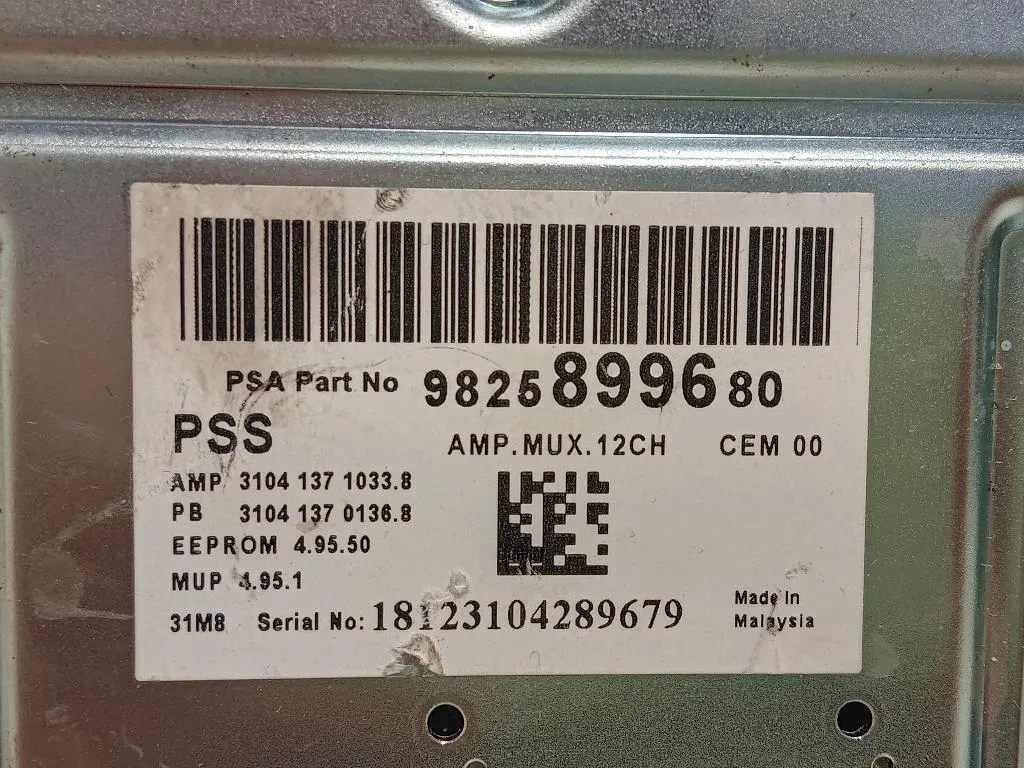 PSA Part No 9825899680
PSS
AMP.MUX.12CH CEM 00
AMP 3104 137 1033.8
PB 3104 137 0136.8
EEPROM 4.95.50
MUP 4.95.1
31M8 Serial No: 18123104289679
Made In
Malaysia